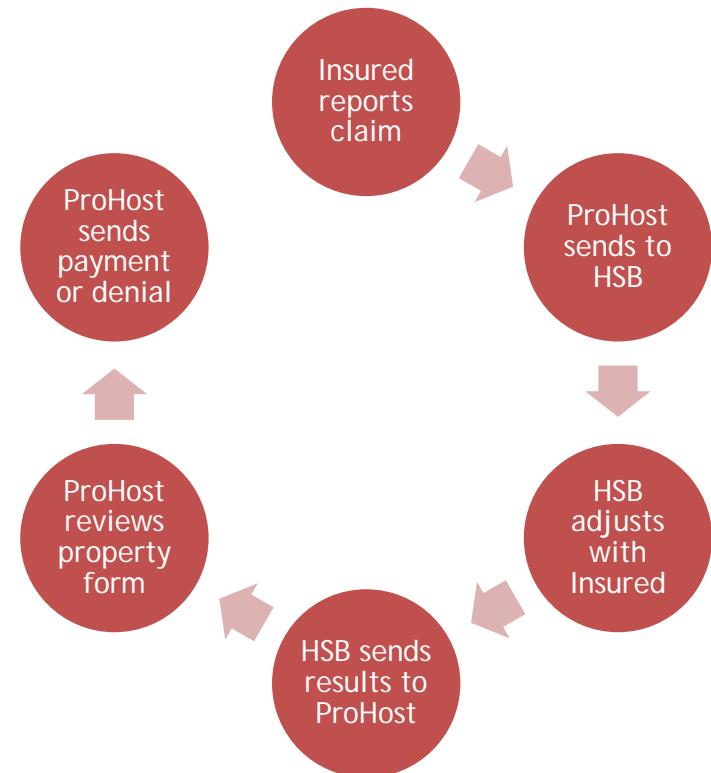 Insured
reports
claim
ProHost
sends to
HSB
HSB
adjusts
with
Insured
HSB sends
results to
ProHost
ProHost
reviews
property
form
ProHost
sends
payment
or denial